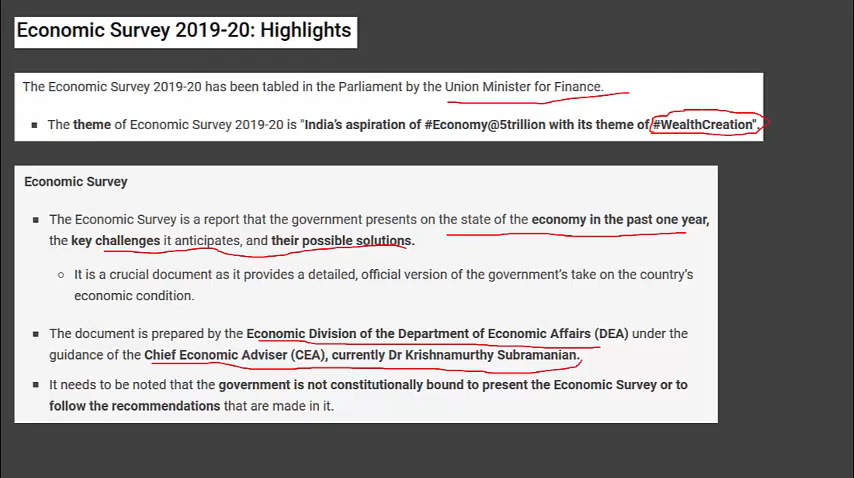 Economic Survey 2019-20: Highlights
The Economic Survey 2019-20 has been tabled in the Parliament by the Union Minister for Finance.
▪ The theme of Economic Survey 2019-20 is "India's aspiration of #Economy@5trillion with its theme of #WealthCreation".
Economic Survey
▪ The Economic Survey is a report that the government presents on the state of the economy in the past one year,
the key challenges it anticipates, and their possible solutions.
○ It is a crucial document as it provides a detailed, official version of the government's take on the country's
economic condition.
▪ The document is prepared by the Economic Division of the Department of Economic Affairs (DEA) under the
guidance of the Chief Economic Adviser (CEA), currently Dr Krishnamurthy Subramanian.
▪ It needs to be noted that the government is not constitutionally bound to present the Economic Survey or to
follow the recommendations that are made in it.